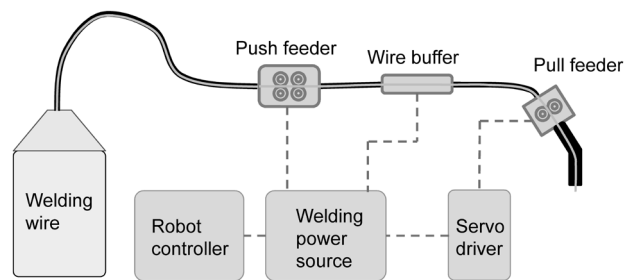 Push feeder
Wire buffer
Pull feeder
Welding
wire
Robot
controller
Welding
power
source
Servo
driver